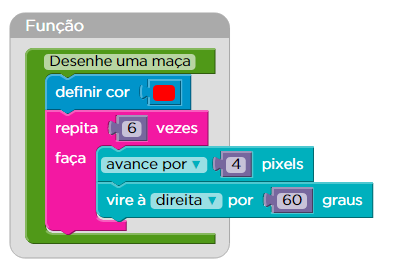 Função
Desenhe uma maça
definir cor
repita 6 vezes
faça
avance por ▼ 4 pixels
vire à direita ▼ por 60 graus